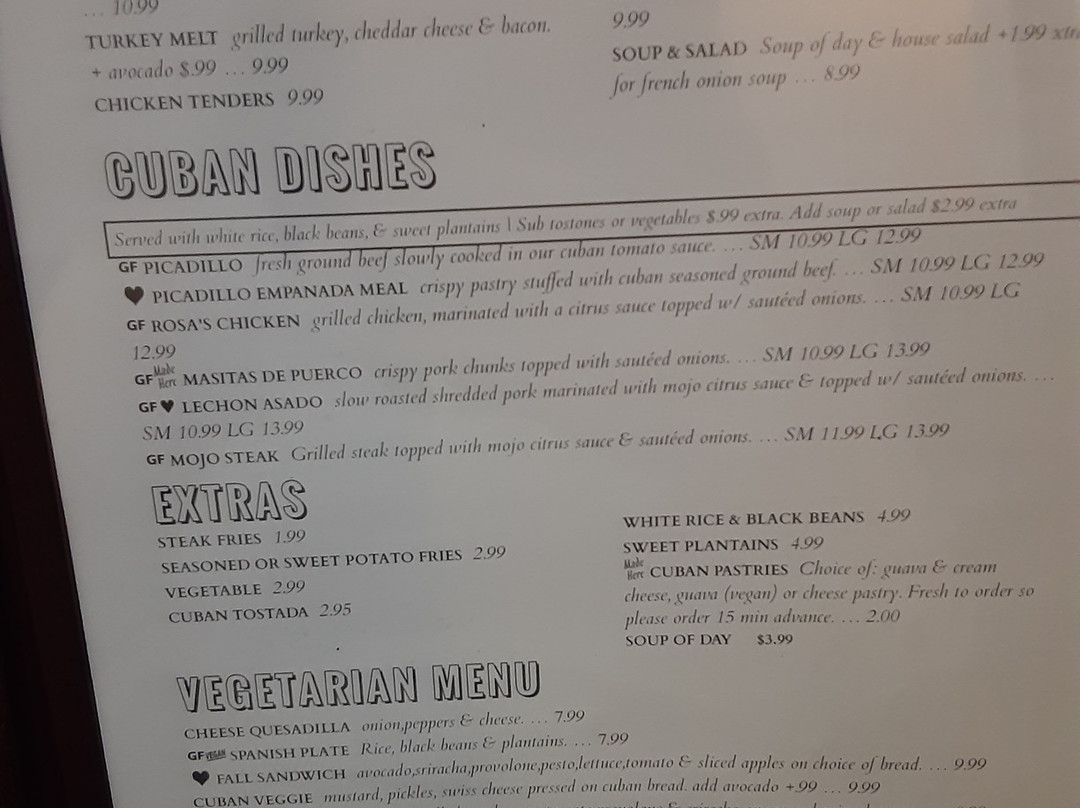 ... 10.99
TURKEY MELT grilled turkey, cheddar cheese & bacon.
+ avocado $.99 ... 9.99
CHICKEN TENDERS 9.99
9.99
SOUP & SALAD Soup of day & house salad +1.99 xtra
for french onion soup ... 8.99
CUBAN DISHES
Served with white rice, black beans, & sweet plantains | Sub tostones or vegetables $.99 extra. Add soup or salad $2.99 extra
GF PICADILLO fresh ground beef slowly cooked in our cuban tomato sauce. ... SM 10.99 LG 12.99
♥ PICADILLO EMPANADA MEAL crispy pastry stuffed with cuban seasoned ground beef. ... SM 10.99 LG 12.99
GF ROSA'S CHICKEN grilled chicken, marinated with a citrus sauce topped w/ sautéed onions. ... SM 10.99 LG
12.99
GF Made Here MASITAS DE PUERCO crispy pork chunks topped with sautéed onions. ... SM 10.99 LG 13.99
GF ♥ LECHON ASADO slow roasted shredded pork marinated with mojo citrus sauce & topped w/ sautéed onions. ...
SM 10.99 LG 13.99
GF MOJO STEAK Grilled steak topped with mojo citrus sauce & sautéed onions. ... SM 11.99 LG 13.99
EXTRAS
STEAK FRIES 1.99
SEASONED OR SWEET POTATO FRIES 2.99
VEGETABLE 2.99
CUBAN TOSTADA 2.95
WHITE RICE & BLACK BEANS 4.99
SWEET PLANTAINS 4.99
Made Here CUBAN PASTRIES Choice of: guava & cream
cheese, guava (vegan) or cheese pastry. Fresh to order so
please order 15 min advance. ... 2.00
SOUP OF DAY $3.99
VEGETARIAN MENU
CHEESE QUESADILLA onion,peppers & cheese. ... 7.99
GF VEGAN SPANISH PLATE Rice, black beans & plantains. ... 7.99
♥ FALL SANDWICH avocado,sriracha,provolone,pesto,lettuce,tomato & sliced apples on choice of bread. ... 9.99
CUBAN VEGGIE mustard, pickles, swiss cheese pressed on cuban bread. add avocado +.99 ... 9.99